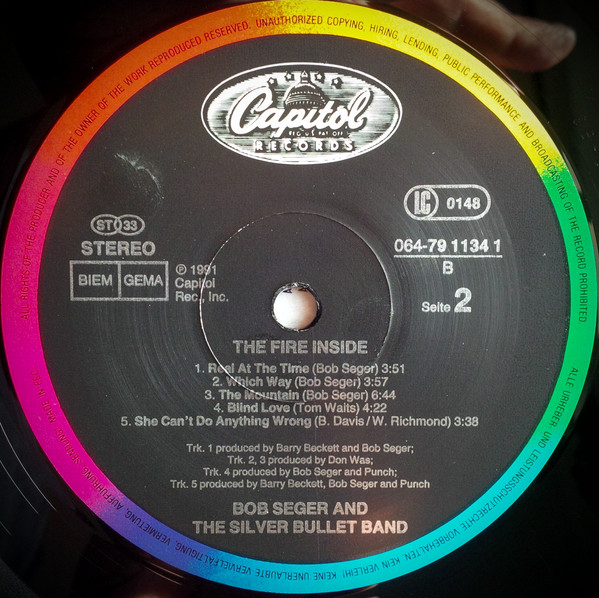 ALL RIGHTS OF THE PRODUCER AND OF THE OWNER OF THE WORK REPRODUCED RESERVED. UNAUTHORIZED COPYING, HIRING, LENDING, PUBLIC PERFORMANCE AND BROADCASTING OF THE RECORD PROHIBITED.
Capitol
RECORDS
LC 0148
ST 33
STEREO
BIEM GEMA
℗ 1991
Capitol
Rec., Inc.
064-79 1134 1
B
Seite 2
THE FIRE INSIDE
1. Real At The Time (Bob Seger) 3:51
2. Which Way (Bob Seger) 3:57
3. The Mountain (Bob Seger) 6:44
4. Blind Love (Tom Waits) 4:22
5. She Can't Do Anything Wrong (B. Davis/W. Richmond) 3:38
Trk. 1 produced by Barry Beckett and Bob Seger;
Trk. 2, 3 produced by Don Was;
Trk. 4 produced by Bob Seger and Punch;
Trk. 5 produced by Barry Beckett, Bob Seger and Punch
BOB SEGER AND
THE SILVER BULLET BAND
ALLE URHEBER- UND LEISTUNGSSCHUTZRECHTE VORBEHALTEN. KEIN VERLEIH! KEINE UNERLAUBTE VERVIELFÄLTIGUNG, VERMIETUNG, AUFFÜHRUNG, SENDUNG! MADE IN EEC